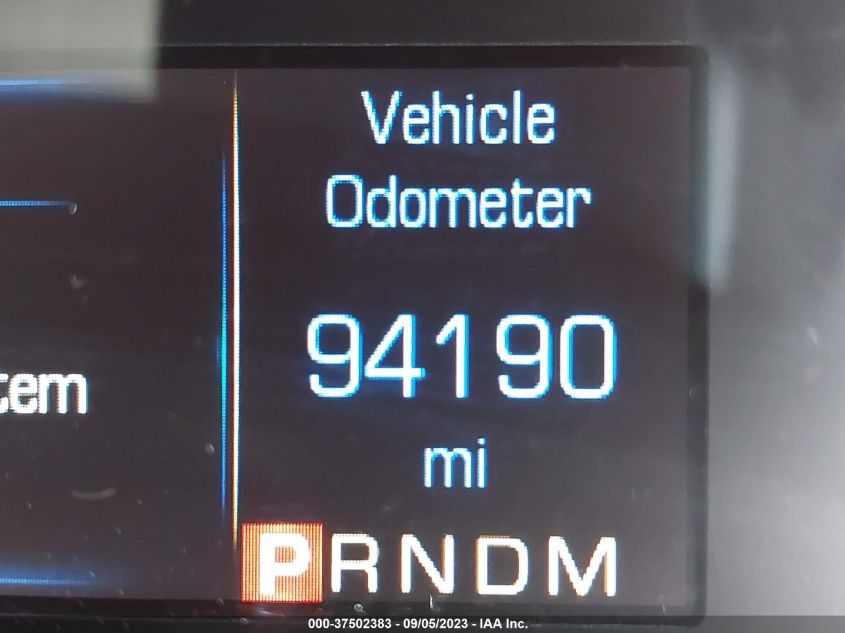 Vehicle
Odometer
94190
tem
mi
PRNDM
000-37502383 - 09/05/2023 - IAA Inc.